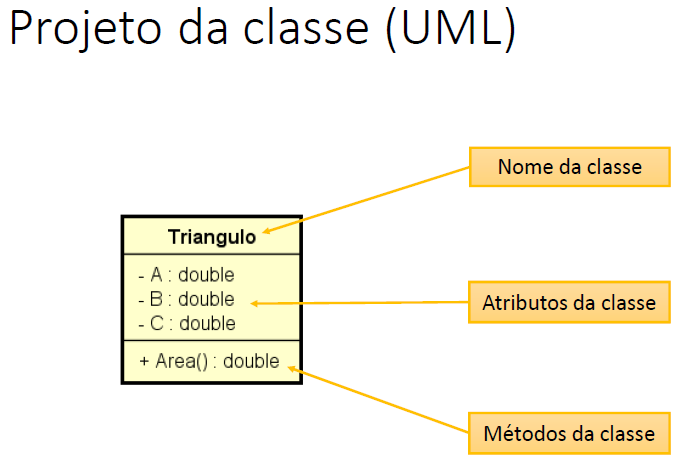 Projeto da classe (UML)
Nome da classe
Triangulo
- A : double
- B : double
- C : double
Atributos da classe
+ Area() : double
Métodos da classe